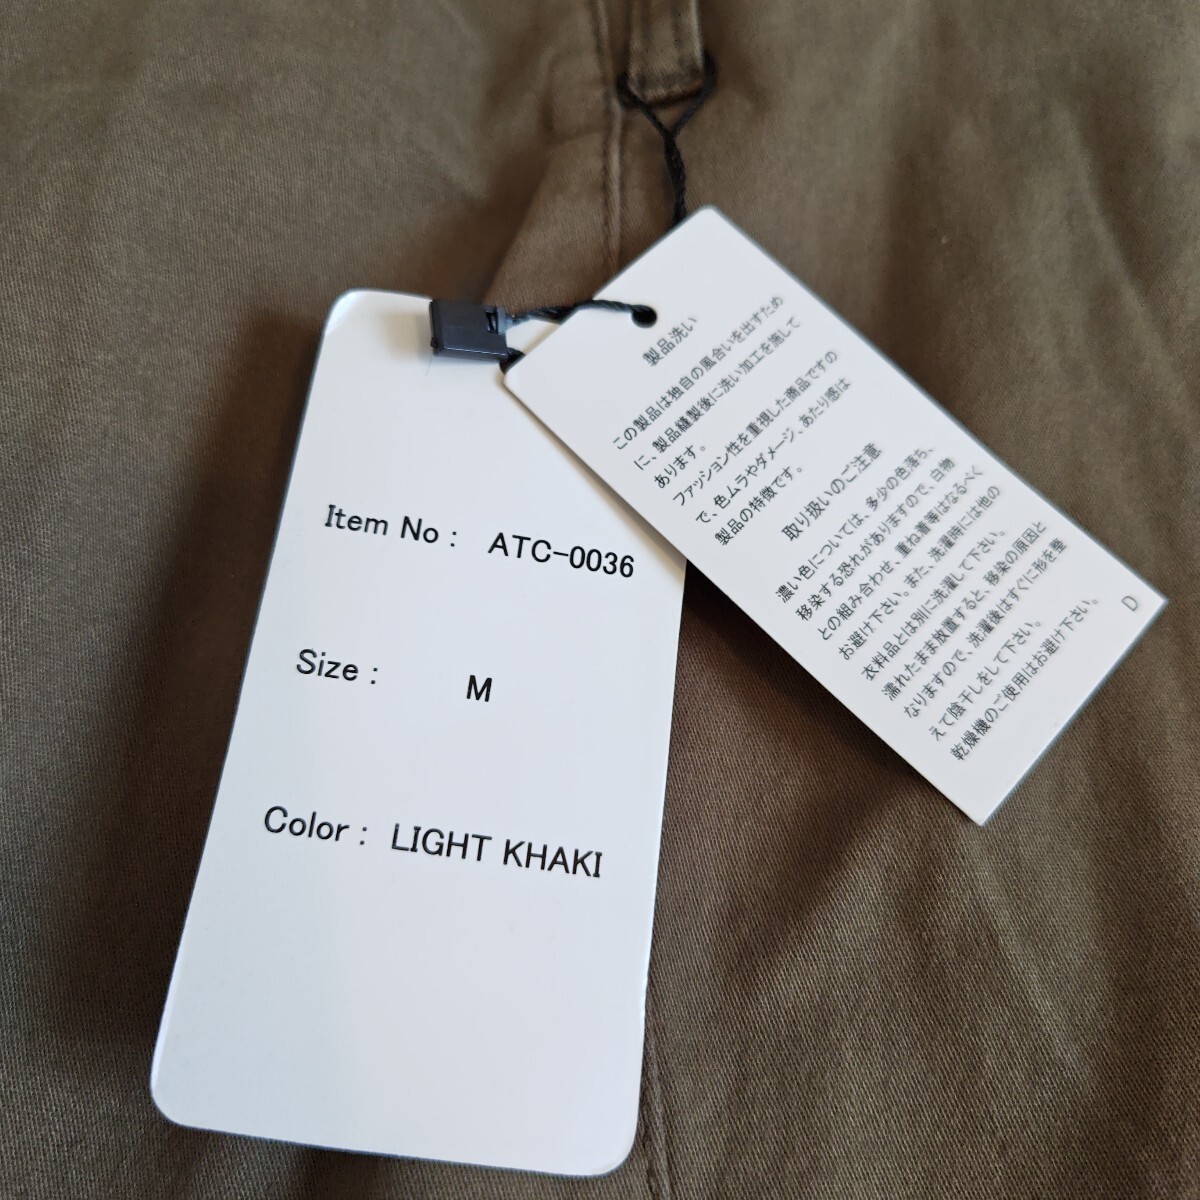 Item No : ATC-0036
Size : M
Color : LIGHT KHAKI
製品洗い
この製品は独自の風合いを出すため
に、製品縫製後に洗い加工を施して
あります。
ファッション性を重視した商品ですの
で、色ムラやダメージ、あたり感は
製品の特徴です。
取り扱いのご注意
濃い色については、多少の色落ち、
移染する恐れがありますので、白物
との組み合わせ、重ね着等はなるべく
お避け下さい。また、洗濯時には他の
衣料品とは別に洗濯して下さい。
濡れたまま放置すると、移染の原因と
なりますので、洗濯後はすぐに形を整
えて陰干しをして下さい。
乾燥機のご使用はお避け下さい。
D